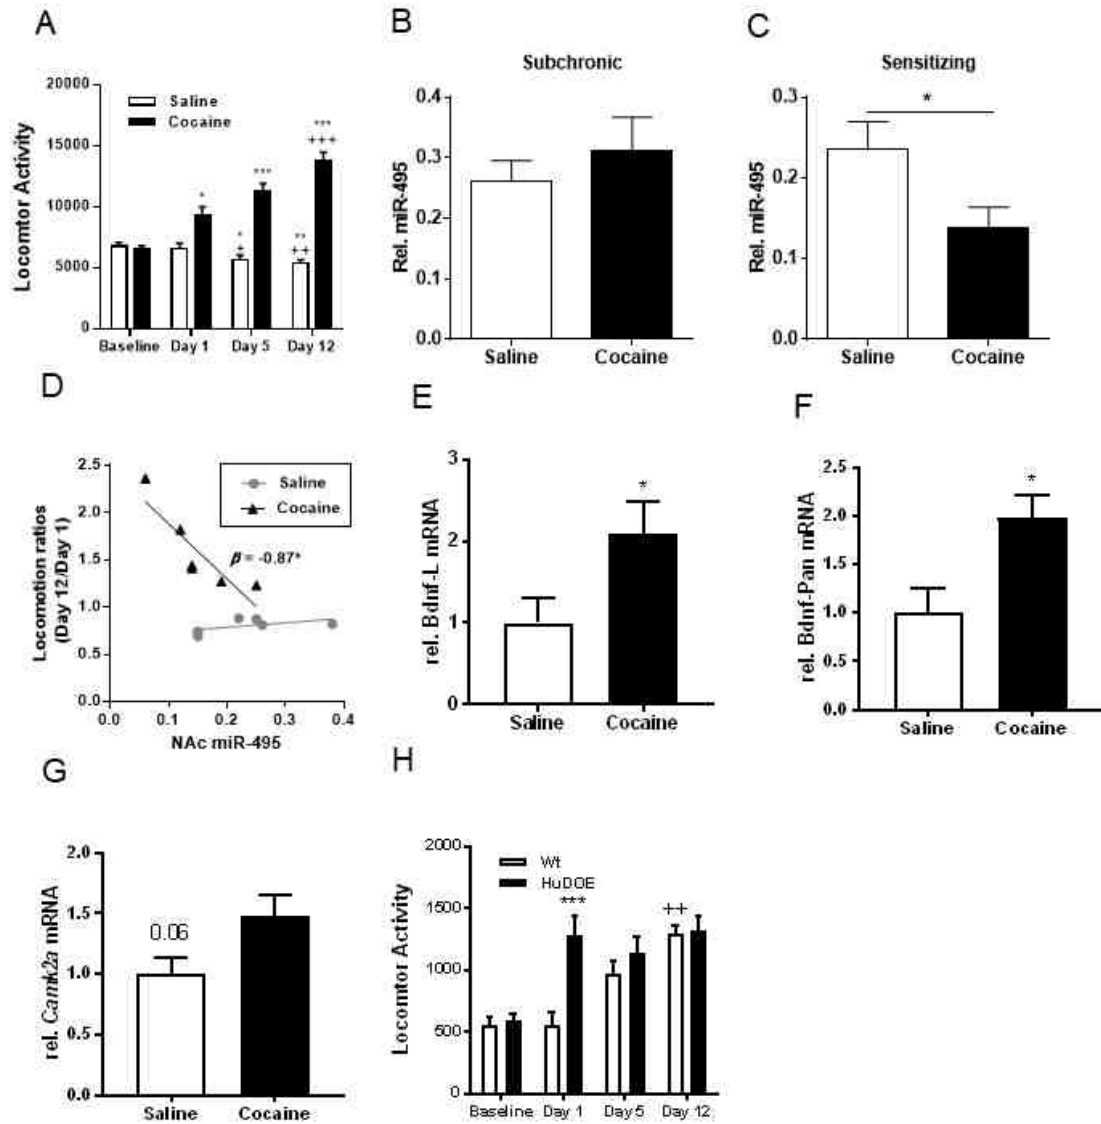 A
20000
15000
10000
5000
0
Locomtor Activity
Saline
Cocaine
*
***
***
+++
*
+
**
++
Baseline Day 1 Day 5 Day 12
B
Subchronic
0.4
0.3
0.2
0.1
0.0
Rel. miR-495
Saline Cocaine
C
Sensitizing
0.3
0.2
0.1
0.0
Rel. miR-495
*
Saline Cocaine
D
2.5
2.0
1.5
1.0
0.5
0.0
Locomotion ratios
(Day 12/Day 1)
Saline
Cocaine
β = -0.87*
0.0 0.1 0.2 0.3 0.4
NAc miR-495
E
3
2
1
0
rel. Bdnf-L mRNA
*
Saline Cocaine
F
2.5
2.0
1.5
1.0
0.5
0.0
rel. Bdnf-Pan mRNA
*
Saline Cocaine
G
2.0
1.5
1.0
0.5
0.0
rel. Camk2a mRNA
0.06
Saline Cocaine
H
2000
1500
1000
500
0
Locomtor Activity
Wt
HuDOE
***
++
Baseline Day 1 Day 5 Day 12